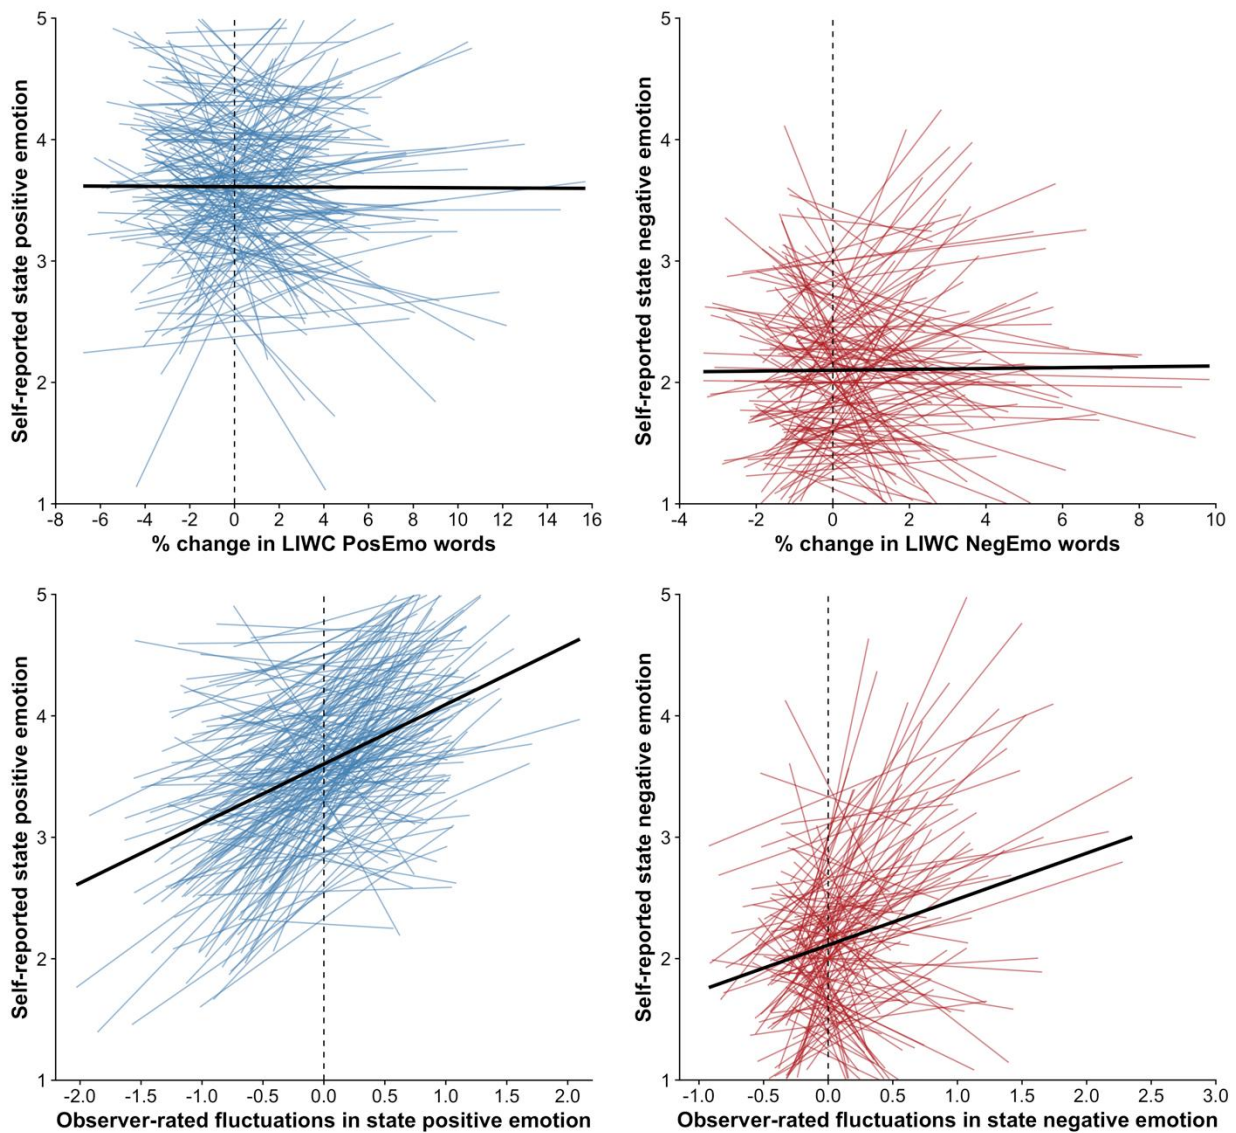 Self-reported state positive emotion
5
4
3
2
1
-8 -6 -4 -2 0 2 4 6 8 10 12 14 16
% change in LIWC PosEmo words
Self-reported state negative emotion
5
4
3
2
1
-4 -2 0 2 4 6 8 10
% change in LIWC NegEmo words
Self-reported state positive emotion
5
4
3
2
1
-2.0 -1.5 -1.0 -0.5 0.0 0.5 1.0 1.5 2.0
Observer-rated fluctuations in state positive emotion
Self-reported state negative emotion
5
4
3
2
1
-1.0 -0.5 0.0 0.5 1.0 1.5 2.0 2.5 3.0
Observer-rated fluctuations in state negative emotion